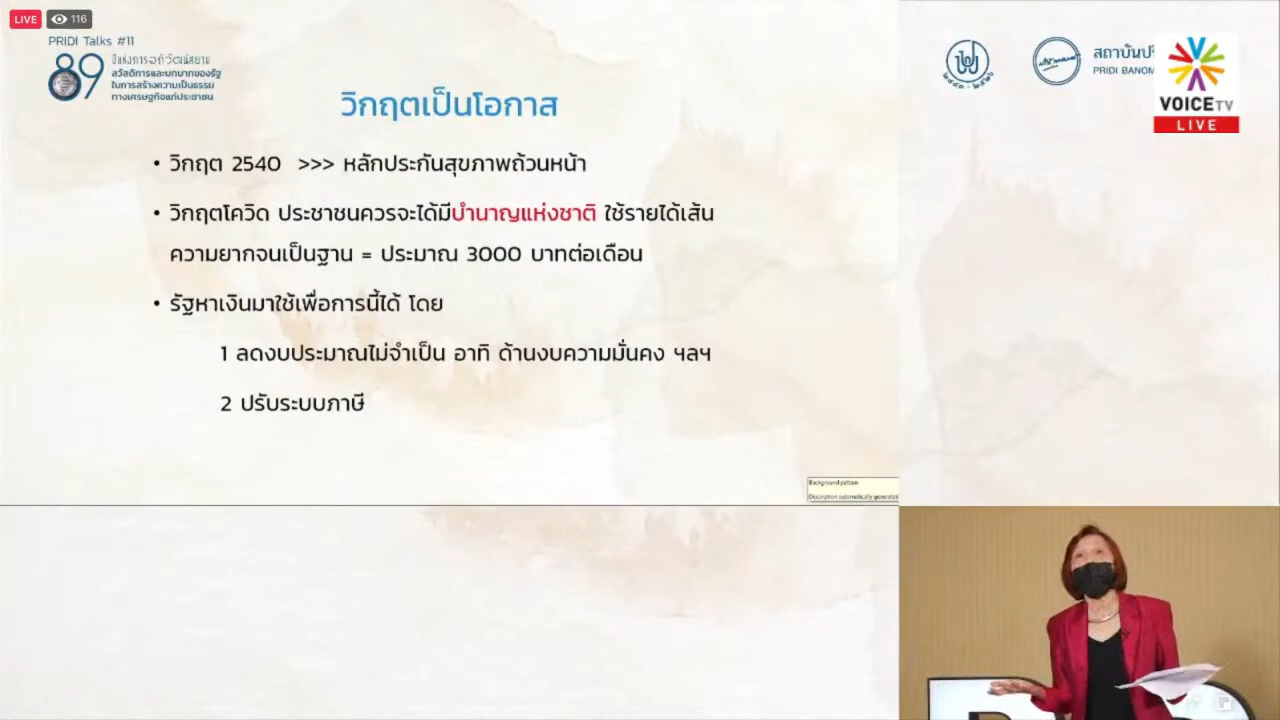 LIVE 116
PRIDI Talks #11
89 ปีแห่งการอภิวัฒน์สยาม
สวัสดิการและบทบาทของรัฐ
ในการสร้างความเป็นธรรม
ทางเศรษฐกิจแก่ประชาชน
PRIDI BANOM
VOICE TV
LIVE
วิกฤตเป็นโอกาส
• วิกฤต 2540 >>> หลักประกันสุขภาพถ้วนหน้า
• วิกฤตโควิด ประชาชนควรจะได้มีบำนาญแห่งชาติ ใช้รายได้เส้น
ความยากจนเป็นฐาน = ประมาณ 3000 บาทต่อเดือน
• รัฐหาเงินมาใช้เพื่อการนี้ได้ โดย
1 ลดงบประมาณไม่จำเป็น อาทิ ด้านงบความมั่นคง ฯลฯ
2 ปรับระบบภาษี
Background pattern
Description automatically generated